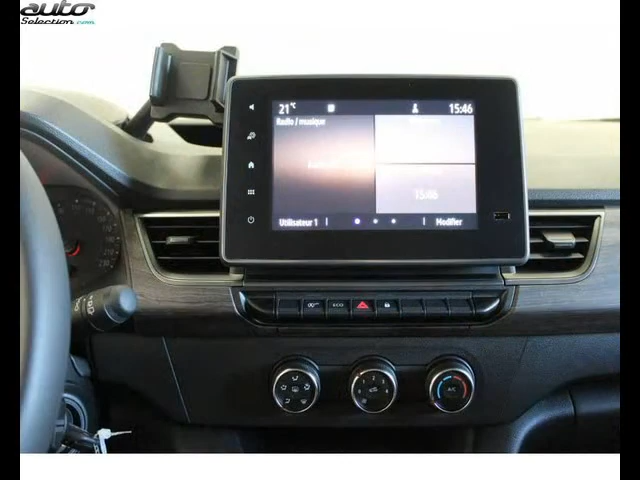 auto
Selection.com
21°C 15:46
Radio / musique
15:46
Utilisateur 1 Modifier
ECO
A/C